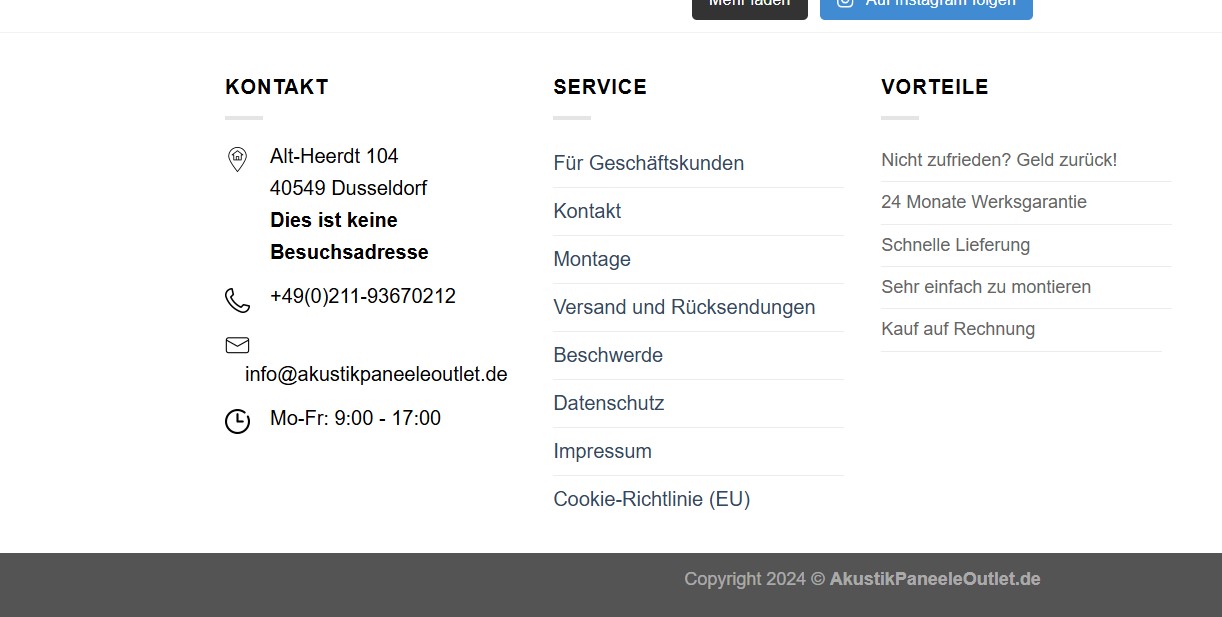 Mehr laden
Auf Instagram folgen
KONTAKT
Alt-Heerdt 104
40549 Dusseldorf
Dies ist keine
Besuchsadresse
+49(0)211-93670212
info@akustikpaneeleoutlet.de
Mo-Fr: 9:00 - 17:00
SERVICE
Für Geschäftskunden
Kontakt
Montage
Versand und Rücksendungen
Beschwerde
Datenschutz
Impressum
Cookie-Richtlinie (EU)
VORTEILE
Nicht zufrieden? Geld zurück!
24 Monate Werksgarantie
Schnelle Lieferung
Sehr einfach zu montieren
Kauf auf Rechnung
Copyright 2024 © AkustikPaneeleOutlet.de